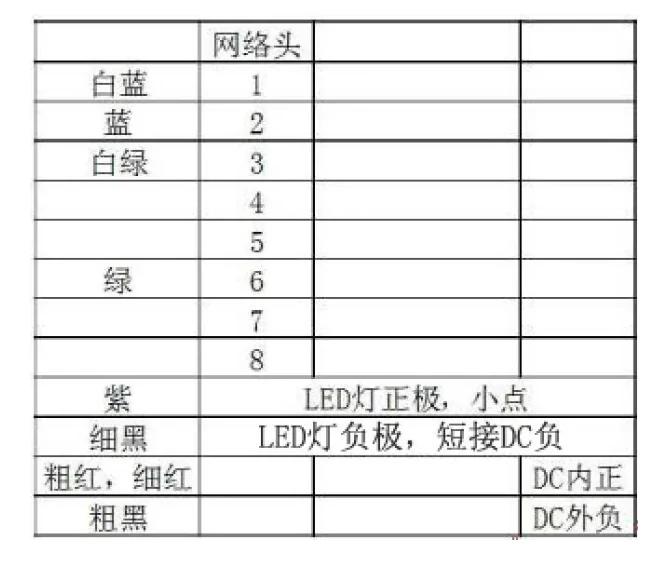 网络头
白蓝 1
蓝 2
白绿 3
4
5
绿 6
7
8
紫 LED灯正极，小点
细黑 LED灯负极，短接DC负
粗红，细红 DC内正
粗黑 DC外负